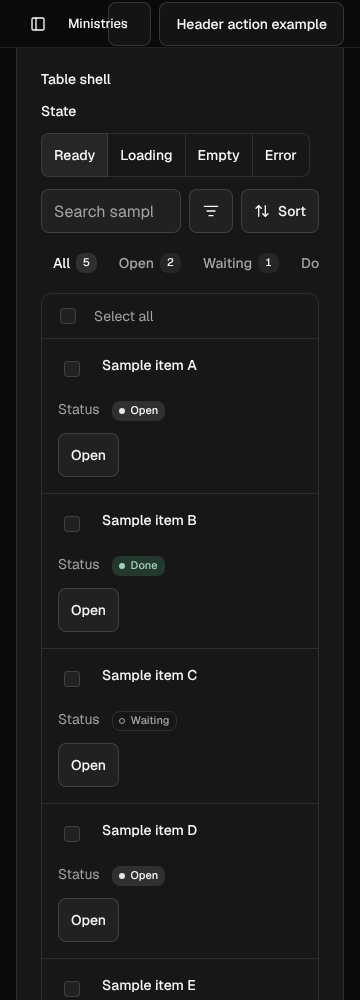 Ministries
Header action example
Table shell
State
Ready Loading Empty Error
Search sampl Sort
All 5 Open 2 Waiting 1 Do
Select all
Sample item A
Status Open
Open
Sample item B
Status Done
Open
Sample item C
Status Waiting
Open
Sample item D
Status Open
Open
Sample item E